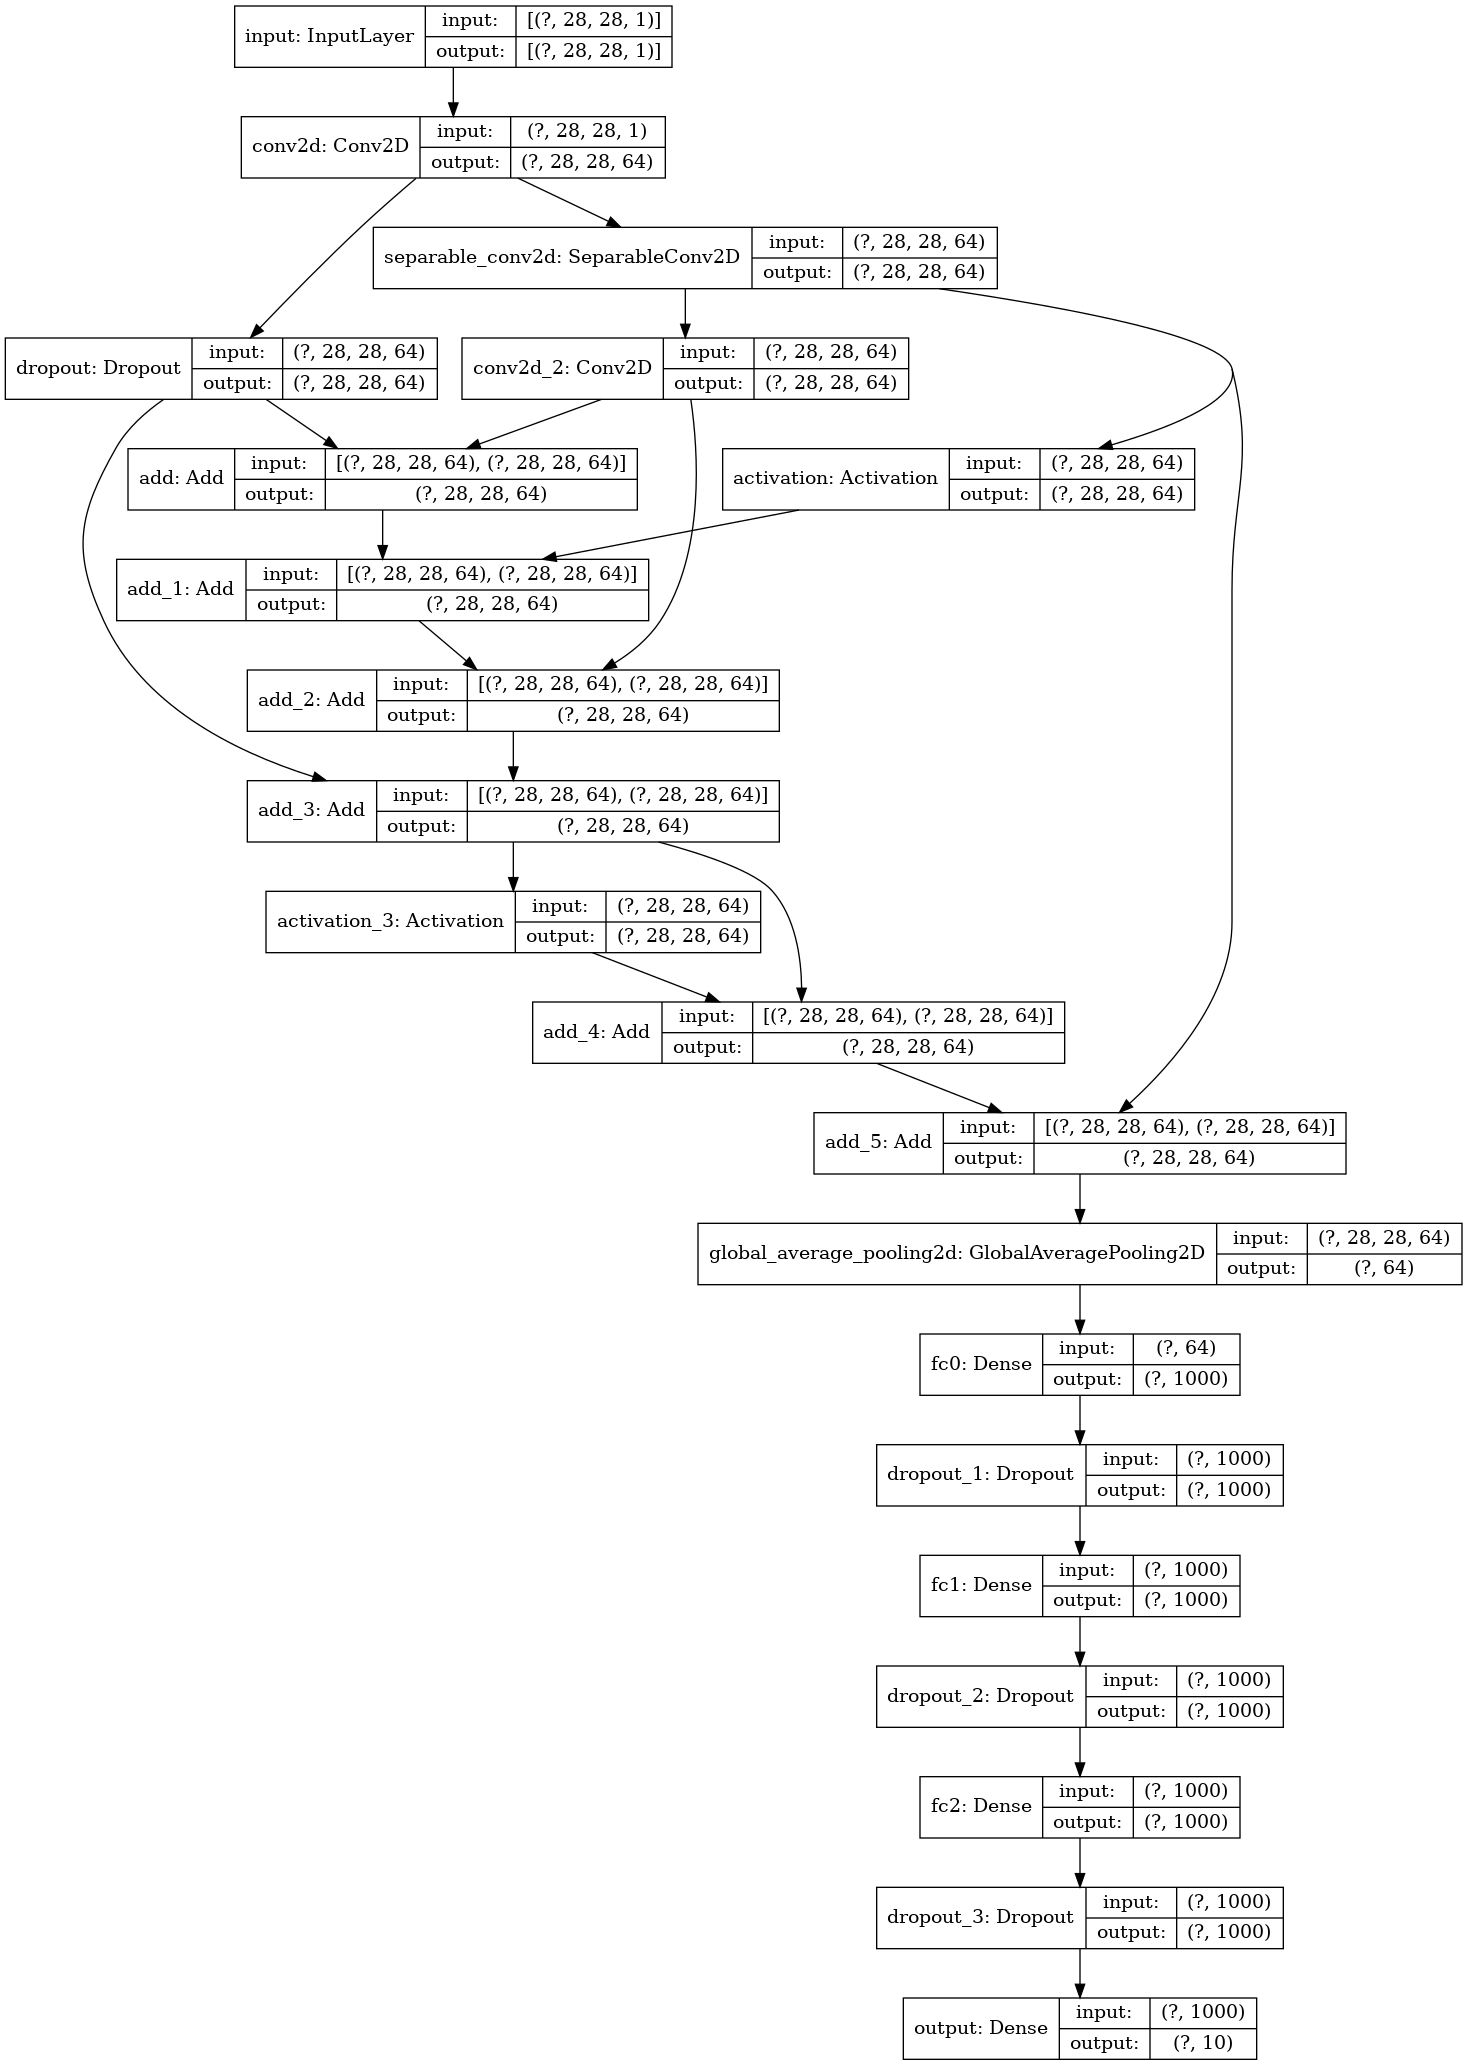 input: InputLayer
input:
[(?, 28, 28, 1)]
output:
[(?, 28, 28, 1)]
conv2d: Conv2D
input:
(?, 28, 28, 1)
output:
(?, 28, 28, 64)
separable_conv2d: SeparableConv2D
input:
(?, 28, 28, 64)
output:
(?, 28, 28, 64)
dropout: Dropout
input:
(?, 28, 28, 64)
output:
(?, 28, 28, 64)
conv2d_2: Conv2D
input:
(?, 28, 28, 64)
output:
(?, 28, 28, 64)
add: Add
input:
[(?, 28, 28, 64), (?, 28, 28, 64)]
output:
(?, 28, 28, 64)
activation: Activation
input:
(?, 28, 28, 64)
output:
(?, 28, 28, 64)
add_1: Add
input:
[(?, 28, 28, 64), (?, 28, 28, 64)]
output:
(?, 28, 28, 64)
add_2: Add
input:
[(?, 28, 28, 64), (?, 28, 28, 64)]
output:
(?, 28, 28, 64)
add_3: Add
input:
[(?, 28, 28, 64), (?, 28, 28, 64)]
output:
(?, 28, 28, 64)
activation_3: Activation
input:
(?, 28, 28, 64)
output:
(?, 28, 28, 64)
add_4: Add
input:
[(?, 28, 28, 64), (?, 28, 28, 64)]
output:
(?, 28, 28, 64)
add_5: Add
input:
[(?, 28, 28, 64), (?, 28, 28, 64)]
output:
(?, 28, 28, 64)
global_average_pooling2d: GlobalAveragePooling2D
input:
(?, 28, 28, 64)
output:
(?, 64)
fc0: Dense
input:
(?, 64)
output:
(?, 1000)
dropout_1: Dropout
input:
(?, 1000)
output:
(?, 1000)
fc1: Dense
input:
(?, 1000)
output:
(?, 1000)
dropout_2: Dropout
input:
(?, 1000)
output:
(?, 1000)
fc2: Dense
input:
(?, 1000)
output:
(?, 1000)
dropout_3: Dropout
input:
(?, 1000)
output:
(?, 1000)
output: Dense
input:
(?, 1000)
output:
(?, 10)